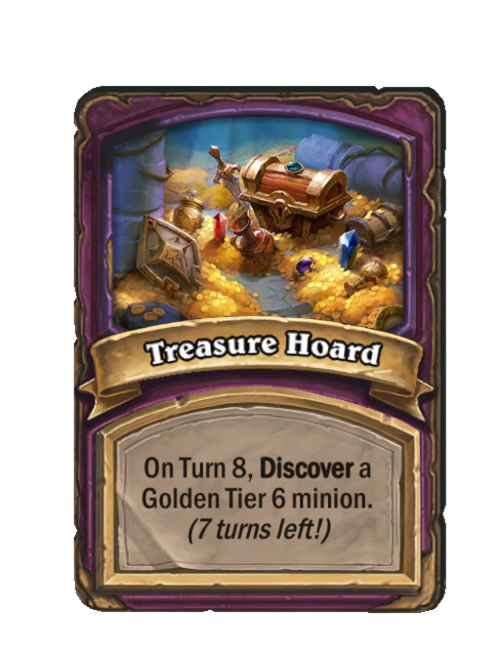 Treasure Hoard
On Turn 8, Discover a
Golden Tier 6 minion.
(7 turns left!)